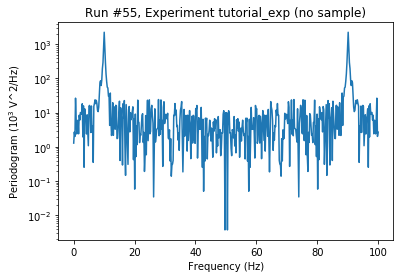 Run #55, Experiment tutorial_exp (no sample)
Periodogram (10³ V^2/Hz)
10³
10²
10¹
10⁰
10⁻¹
10⁻²
0 20 40 60 80 100
Frequency (Hz)